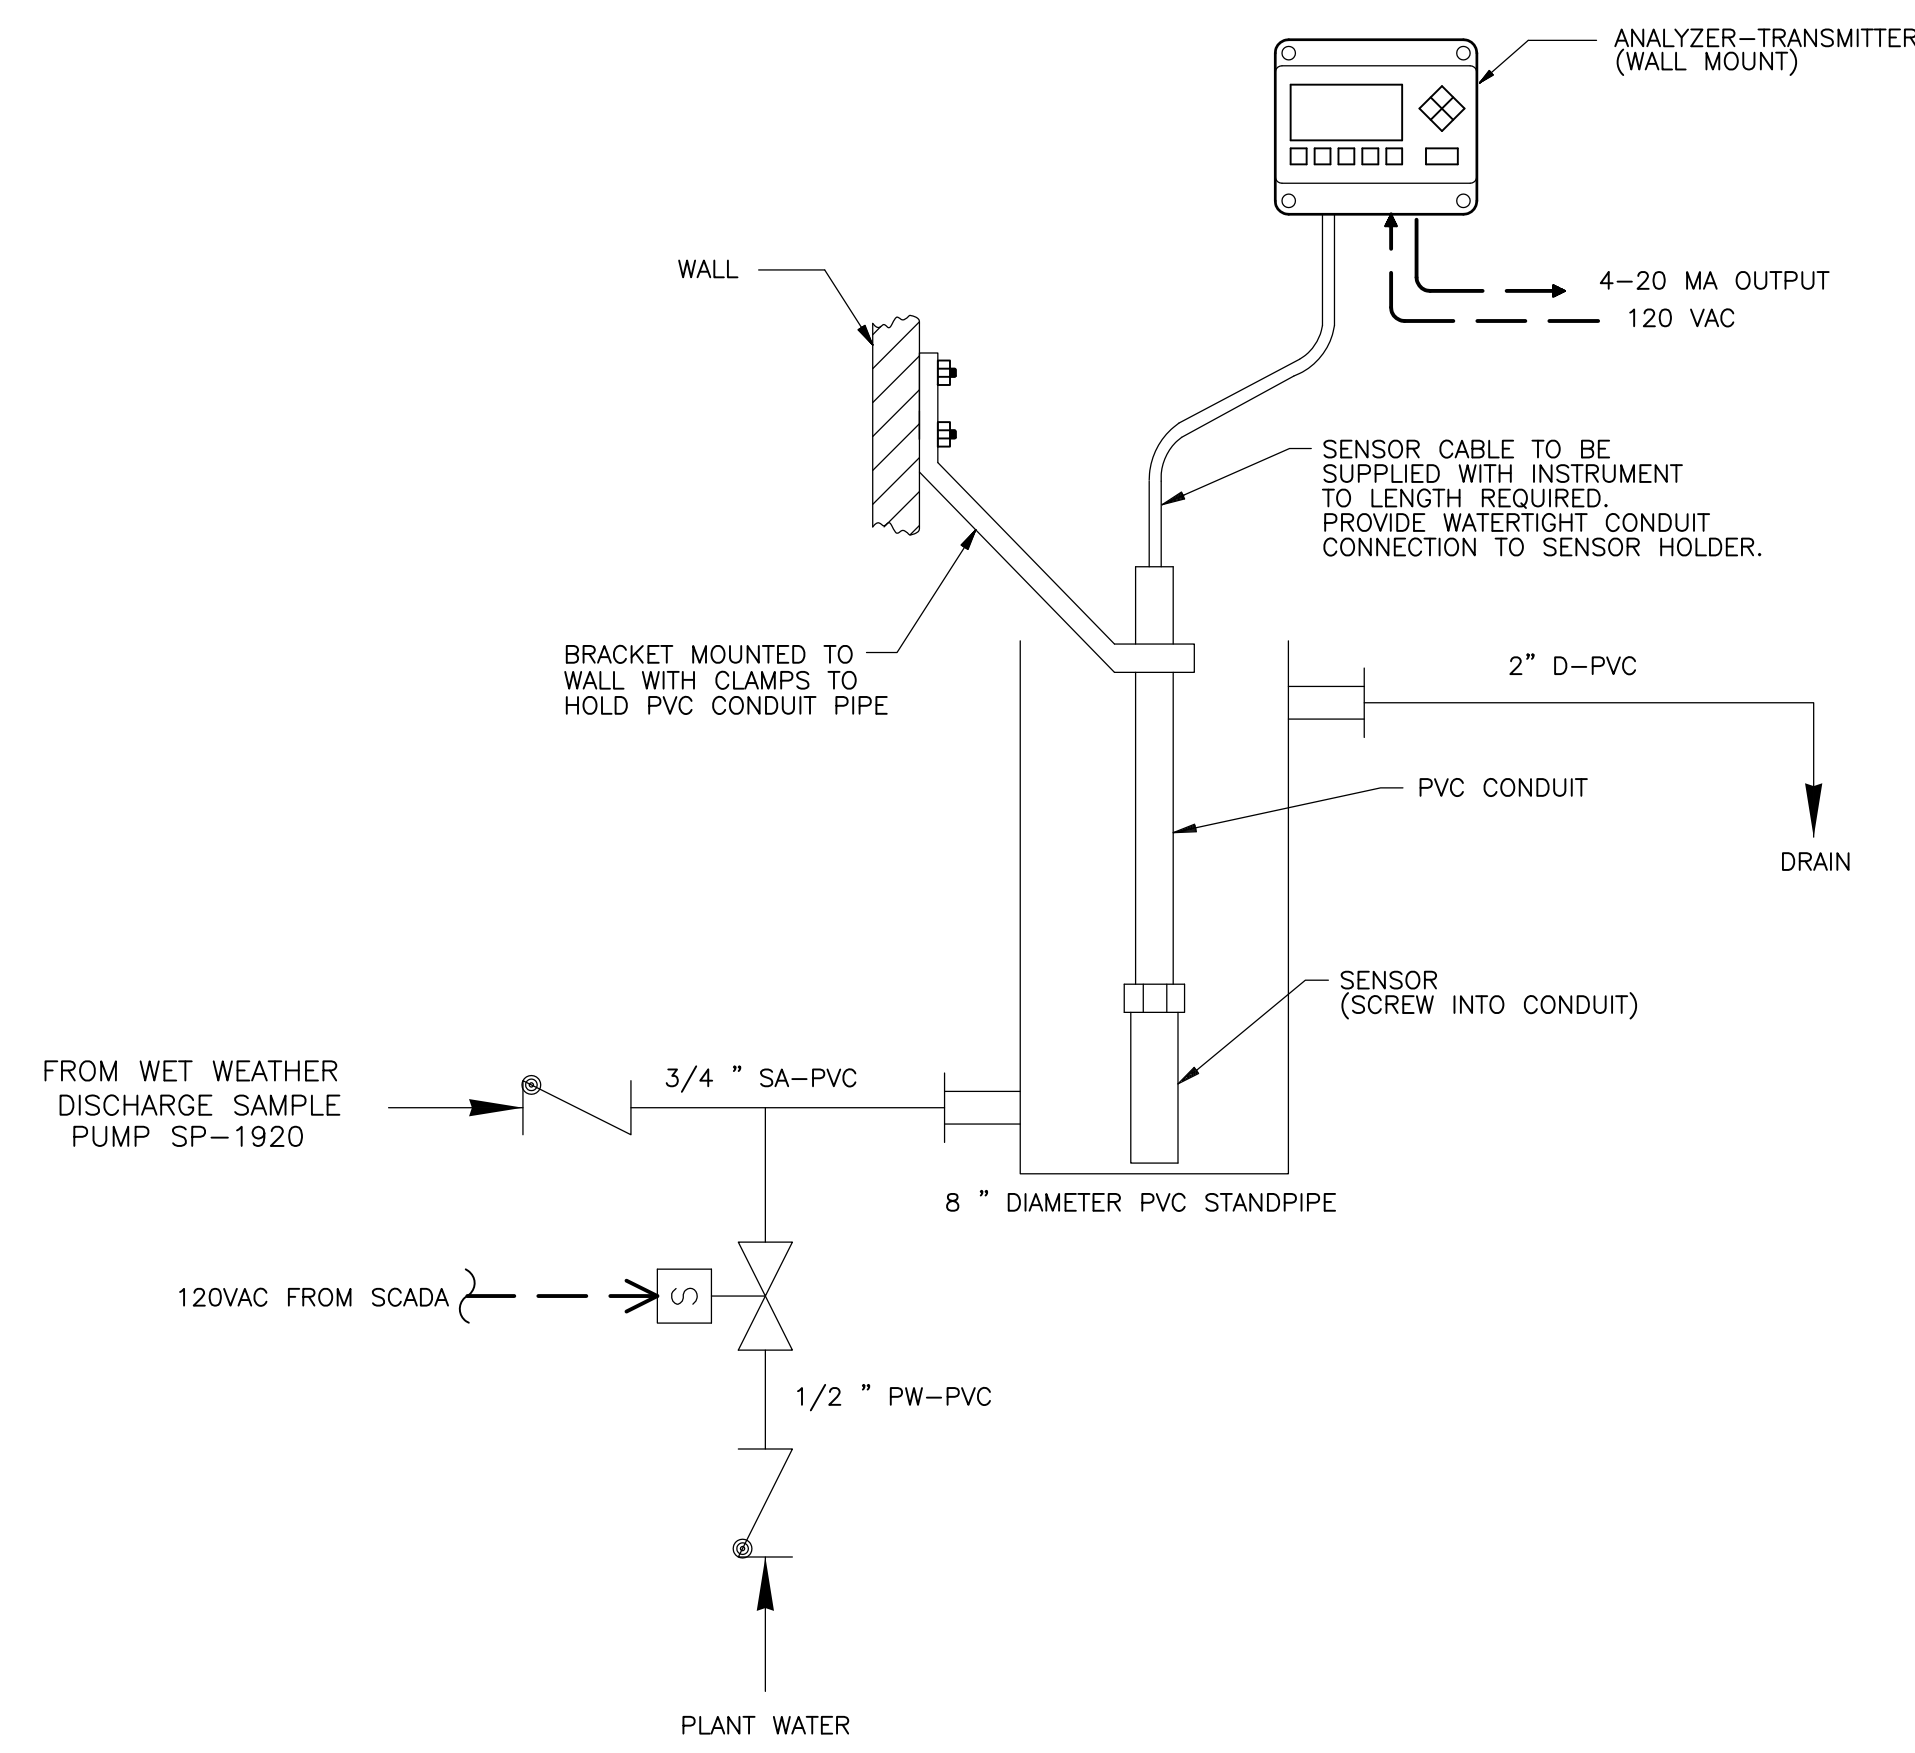 ANALYZER-TRANSMITTER
(WALL MOUNT)
WALL
4-20 MA OUTPUT
120 VAC
SENSOR CABLE TO BE
SUPPLIED WITH INSTRUMENT
TO LENGTH REQUIRED.
PROVIDE WATERTIGHT CONDUIT
CONNECTION TO SENSOR HOLDER.
BRACKET MOUNTED TO
WALL WITH CLAMPS TO
HOLD PVC CONDUIT PIPE
2" D-PVC
PVC CONDUIT
DRAIN
SENSOR
(SCREW INTO CONDUIT)
FROM WET WEATHER
DISCHARGE SAMPLE
PUMP SP-1920
3/4 " SA-PVC
8 " DIAMETER PVC STANDPIPE
120VAC FROM SCADA
S
1/2 " PW-PVC
PLANT WATER